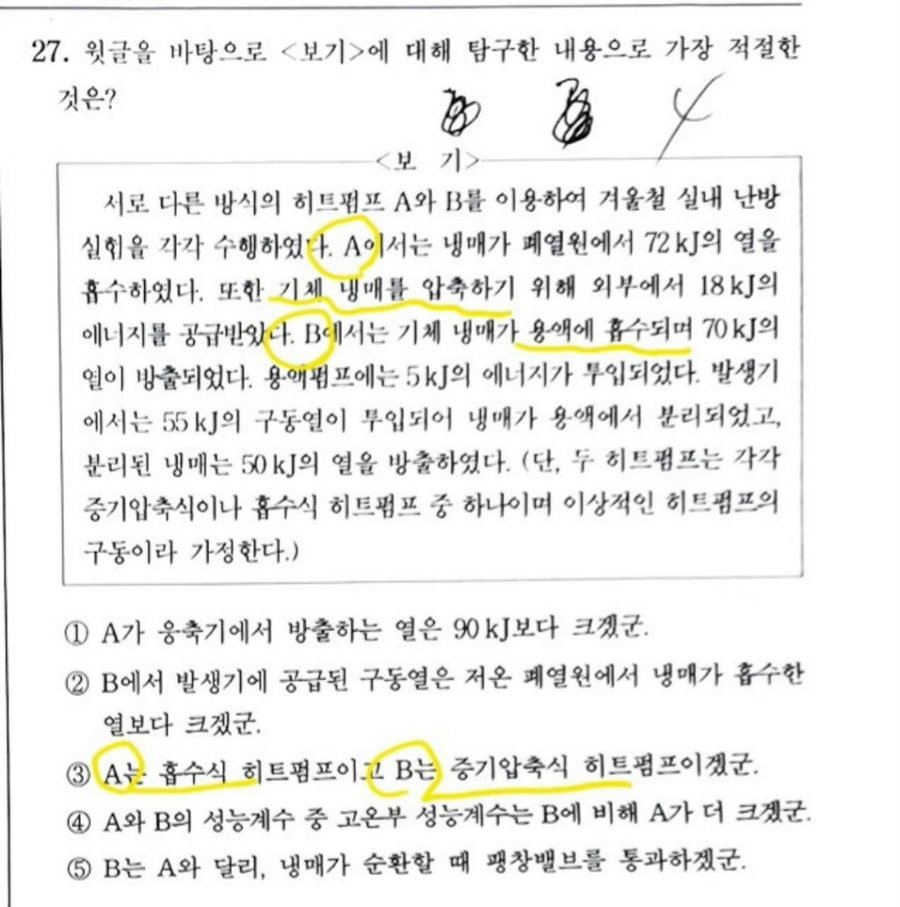 27. 윗글을 바탕으로 <보기>에 대해 탐구한 내용으로 가장 적절한
것은?
4
<보 기>
서로 다른 방식의 히트펌프 A와 B를 이용하여 겨울철 실내 난방
실험을 각각 수행하였다. A에서는 냉매가 폐열원에서 72kJ의 열을
흡수하였다. 또한 기체 냉매를 압축하기 위해 외부에서 18kJ의
에너지를 공급받았다. B에서는 기체 냉매가 용액에 흡수되며 70kJ의
열이 방출되었다. 용액펌프에는 5kJ의 에너지가 투입되었다. 발생기
에서는 55kJ의 구동열이 투입되어 냉매가 용액에서 분리되었고,
분리된 냉매는 50kJ의 열을 방출하였다. (단, 두 히트펌프는 각각
증기압축식이나 흡수식 히트펌프 중 하나이며 이상적인 히트펌프의
구동이라 가정한다.)
① A가 응축기에서 방출하는 열은 90kJ보다 크겠군.
② B에서 발생기에 공급된 구동열은 저온 폐열원에서 냉매가 흡수한
열보다 크겠군.
③ A는 흡수식 히트펌프이고 B는 증기압축식 히트펌프이겠군.
④ A와 B의 성능계수 중 고온부 성능계수는 B에 비해 A가 더 크겠군.
⑤ B는 A와 달리, 냉매가 순환할 때 팽창밸브를 통과하겠군.